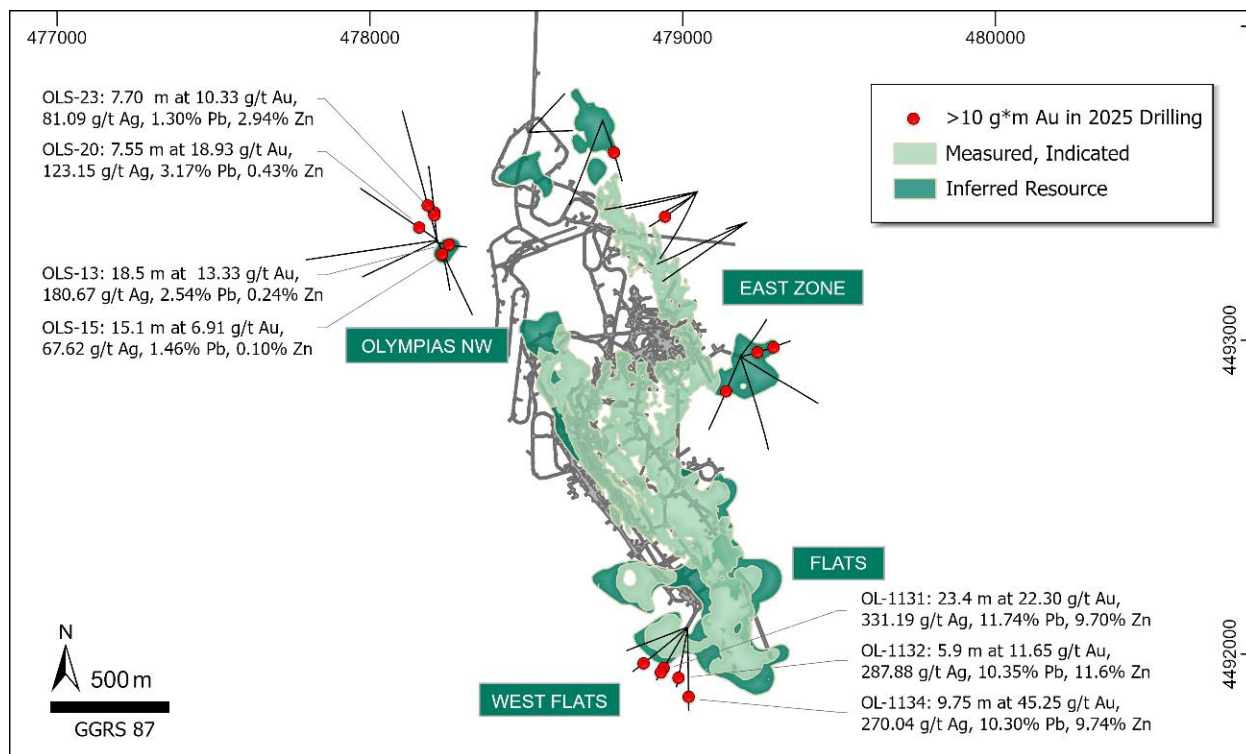 477000
478000
479000
480000
OLS-23: 7.70 m at 10.33 g/t Au,
81.09 g/t Ag, 1.30% Pb, 2.94% Zn
OLS-20: 7.55 m at 18.93 g/t Au,
123.15 g/t Ag, 3.17% Pb, 0.43% Zn
>10 g*m Au in 2025 Drilling
Measured, Indicated
Inferred Resource
OLS-13: 18.5 m at 13.33 g/t Au,
180.67 g/t Ag, 2.54% Pb, 0.24% Zn
OLS-15: 15.1 m at 6.91 g/t Au,
67.62 g/t Ag, 1.46% Pb, 0.10% Zn
OLYMPIAS NW
EAST ZONE
4493000
FLATS
OL-1131: 23.4 m at 22.30 g/t Au,
331.19 g/t Ag, 11.74% Pb, 9.70% Zn
OL-1132: 5.9 m at 11.65 g/t Au,
287.88 g/t Ag, 10.35% Pb, 11.6% Zn
OL-1134: 9.75 m at 45.25 g/t Au,
270.04 g/t Ag, 10.30% Pb, 9.74% Zn
4492000
WEST FLATS
N
500 m
GGRS 87